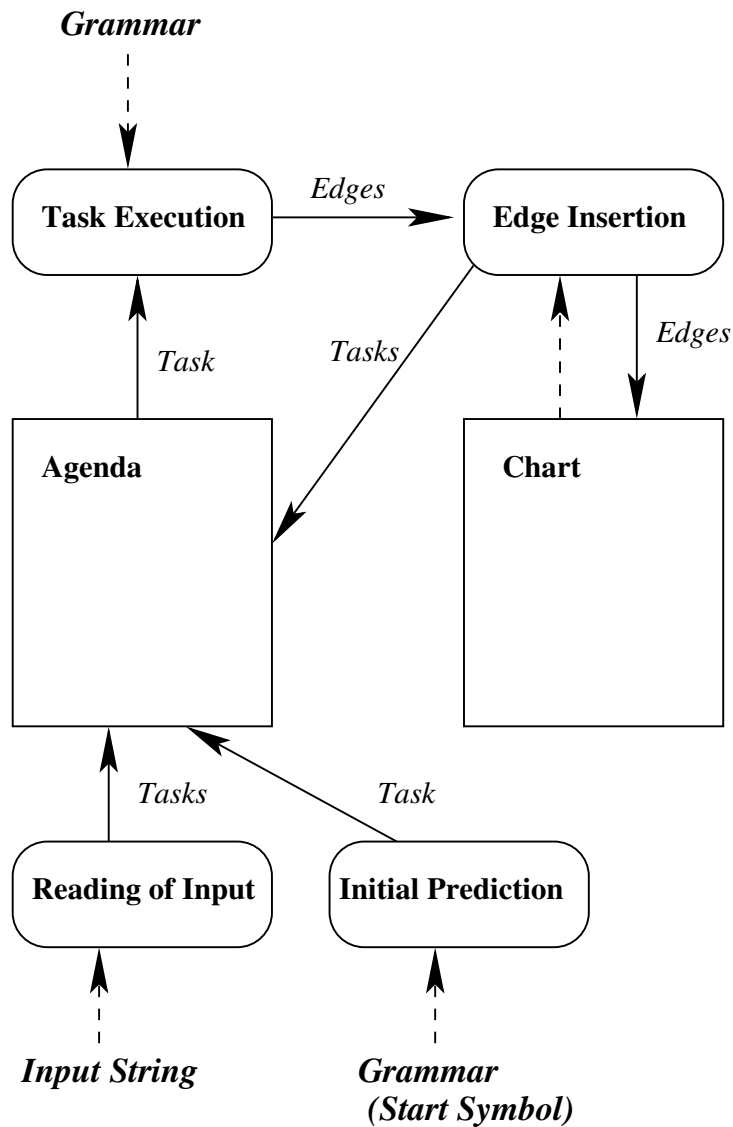 Grammar
Task Execution
Edges
Edge Insertion
Task
Tasks
Edges
Agenda
Chart
Tasks
Task
Reading of Input
Initial Prediction
Input String
Grammar
(Start Symbol)